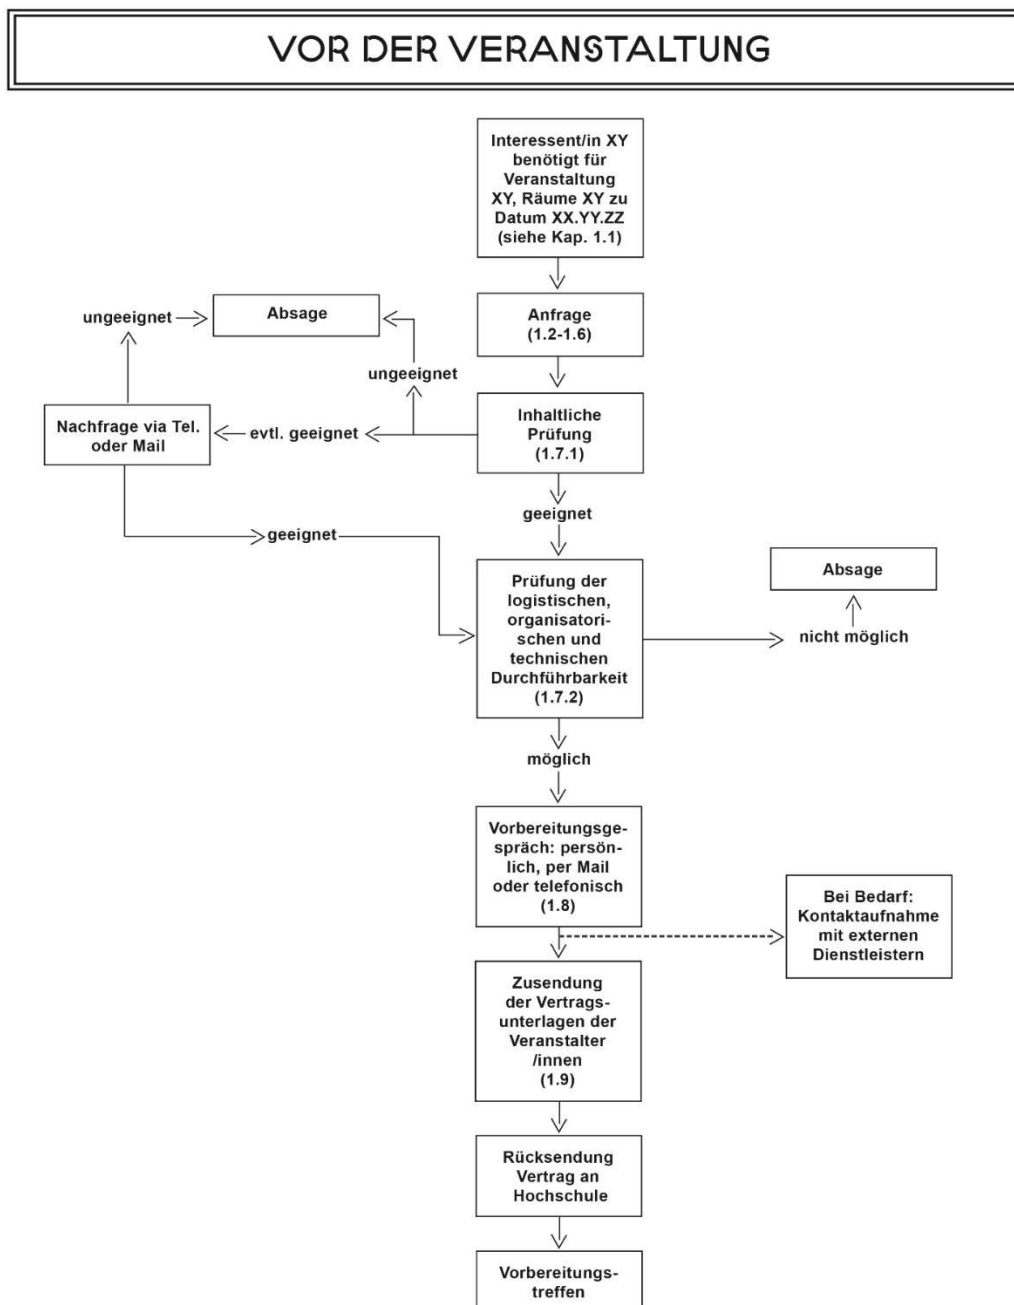 VOR DER VERANSTALTUNG
Interessent/in XY
benötigt für
Veranstaltung
XY, Räume XY zu
Datum XX.YY.ZZ
(siehe Kap. 1.1)
Anfrage
(1.2-1.6)
ungeeignet
Absage
ungeeignet
Inhaltliche
Prüfung
(1.7.1)
evtl. geeignet
Nachfrage via Tel.
oder Mail
geeignet
geeignet
Prüfung der
logistischen,
organisatori-
schen und
technischen
Durchführbarkeit
(1.7.2)
Absage
nicht möglich
möglich
Vorbereitungsge-
spräch: persön-
lich, per Mail
oder telefonisch
(1.8)
Bei Bedarf:
Kontaktaufnahme
mit externen
Dienstleistern
Zusendung
der Vertrags-
unterlagen der
Veranstalter
/innen
(1.9)
Rücksendung
Vertrag an
Hochschule
Vorbereitungs-
treffen